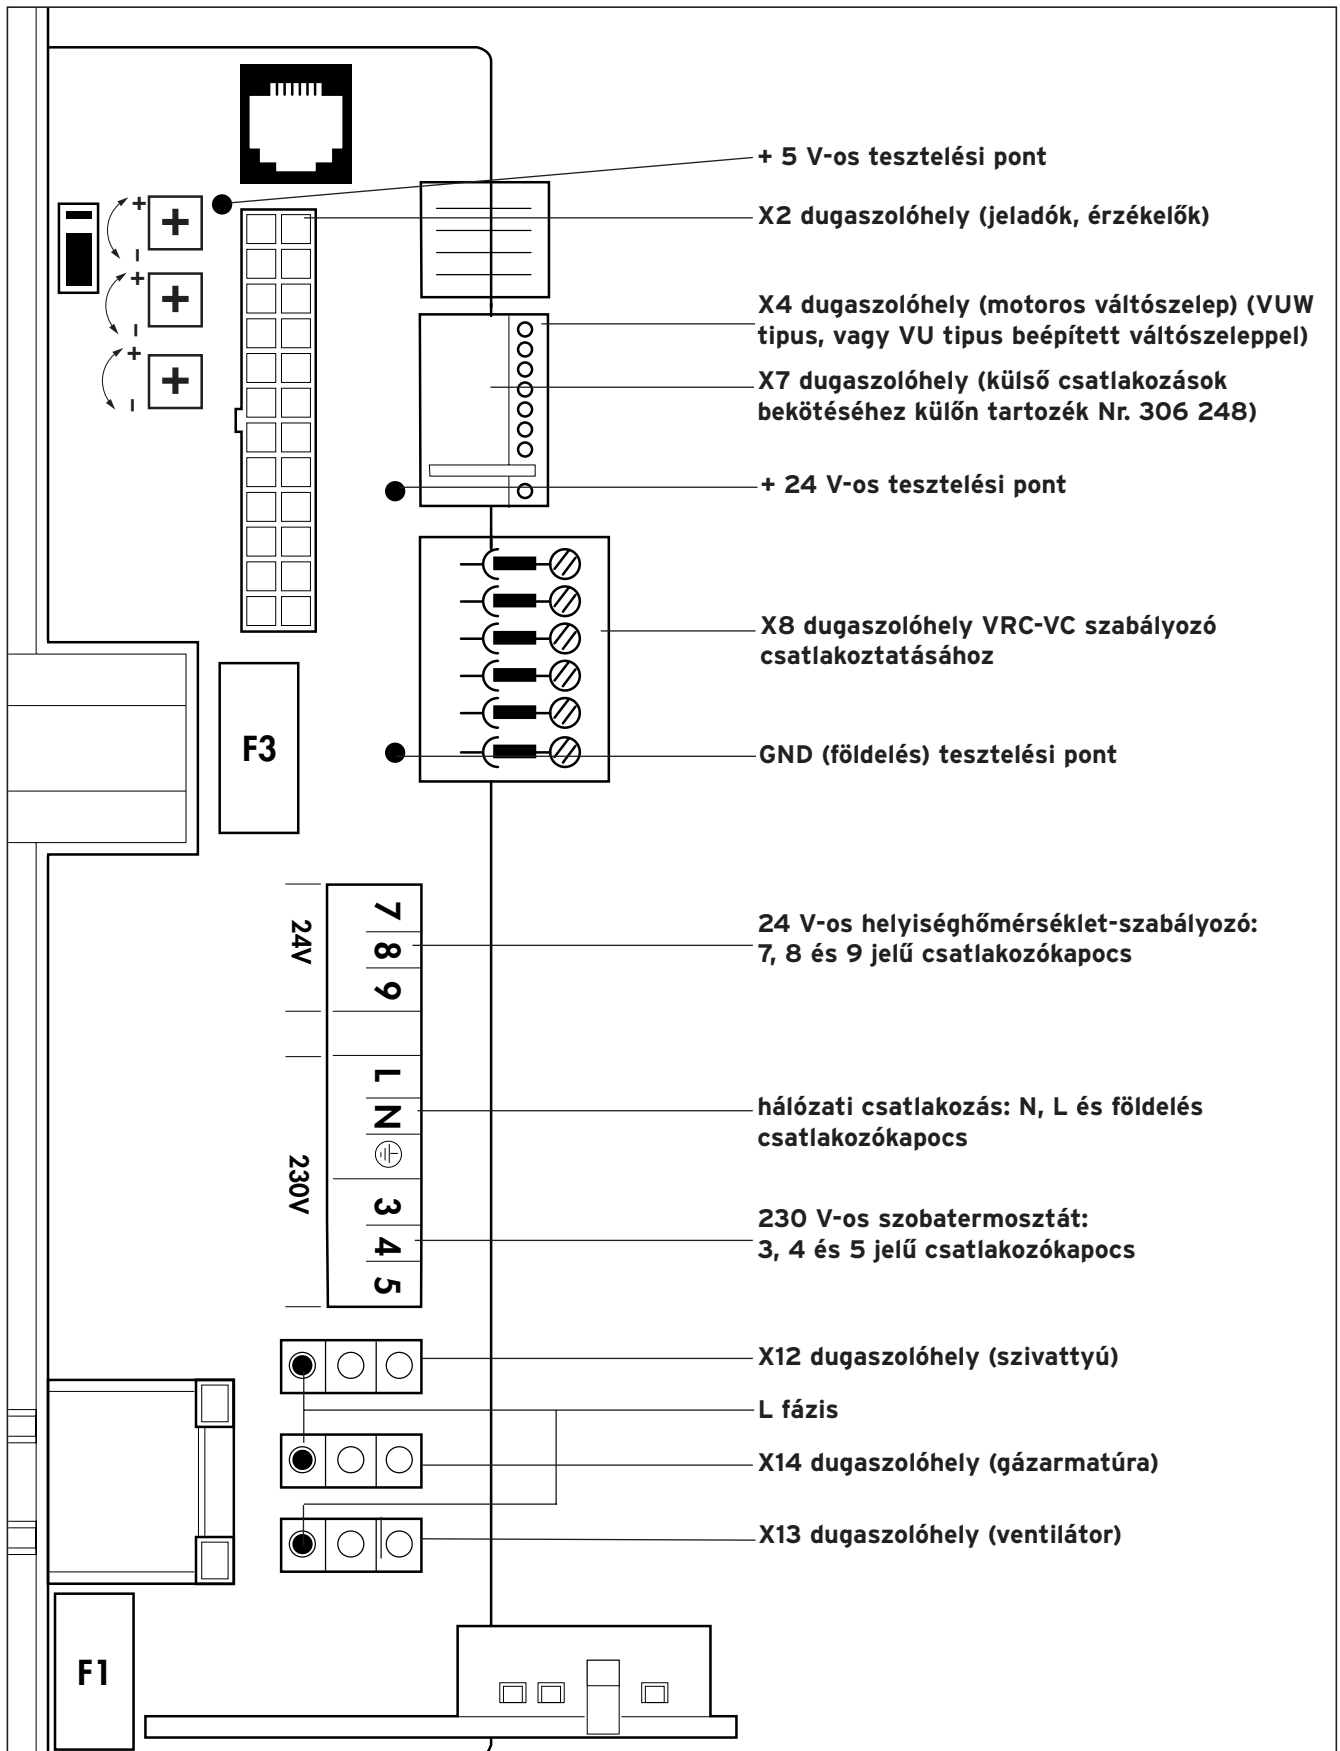 + 5 V-os tesztelési pont
X2 dugaszolóhely (jeladók, érzékelők)
+
+
–
+
+
–
+
+
–
X4 dugaszolóhely (motoros váltószelep) (VUW
tipus, vagy VU tipus beépített váltószeleppel)
X7 dugaszolóhely (külső csatlakozások
bekötéséhez külőn tartozék Nr. 306 248)
+ 24 V-os tesztelési pont
X8 dugaszolóhely VRC-VC szabályozó
csatlakoztatásához
F3
GND (földelés) tesztelési pont
24V
7
8
9
24 V-os helyiséghőmérséklet-szabályozó:
7, 8 és 9 jelű csatlakozókapocs
230V
L
N
hálózati csatlakozás: N, L és földelés
csatlakozókapocs
3
4
5
230 V-os szobatermosztát:
3, 4 és 5 jelű csatlakozókapocs
X12 dugaszolóhely (szivattyú)
L fázis
X14 dugaszolóhely (gázarmatúra)
X13 dugaszolóhely (ventilátor)
F1